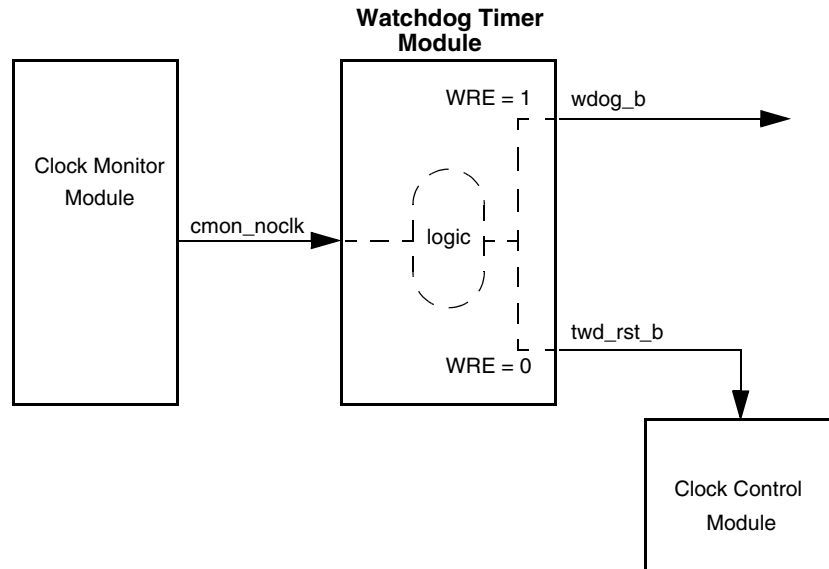 Watchdog Timer
Module
WRE = 1
wdog_b
Clock Monitor
Module
cmon_noclk
logic
twd_rst_b
WRE = 0
Clock Control
Module